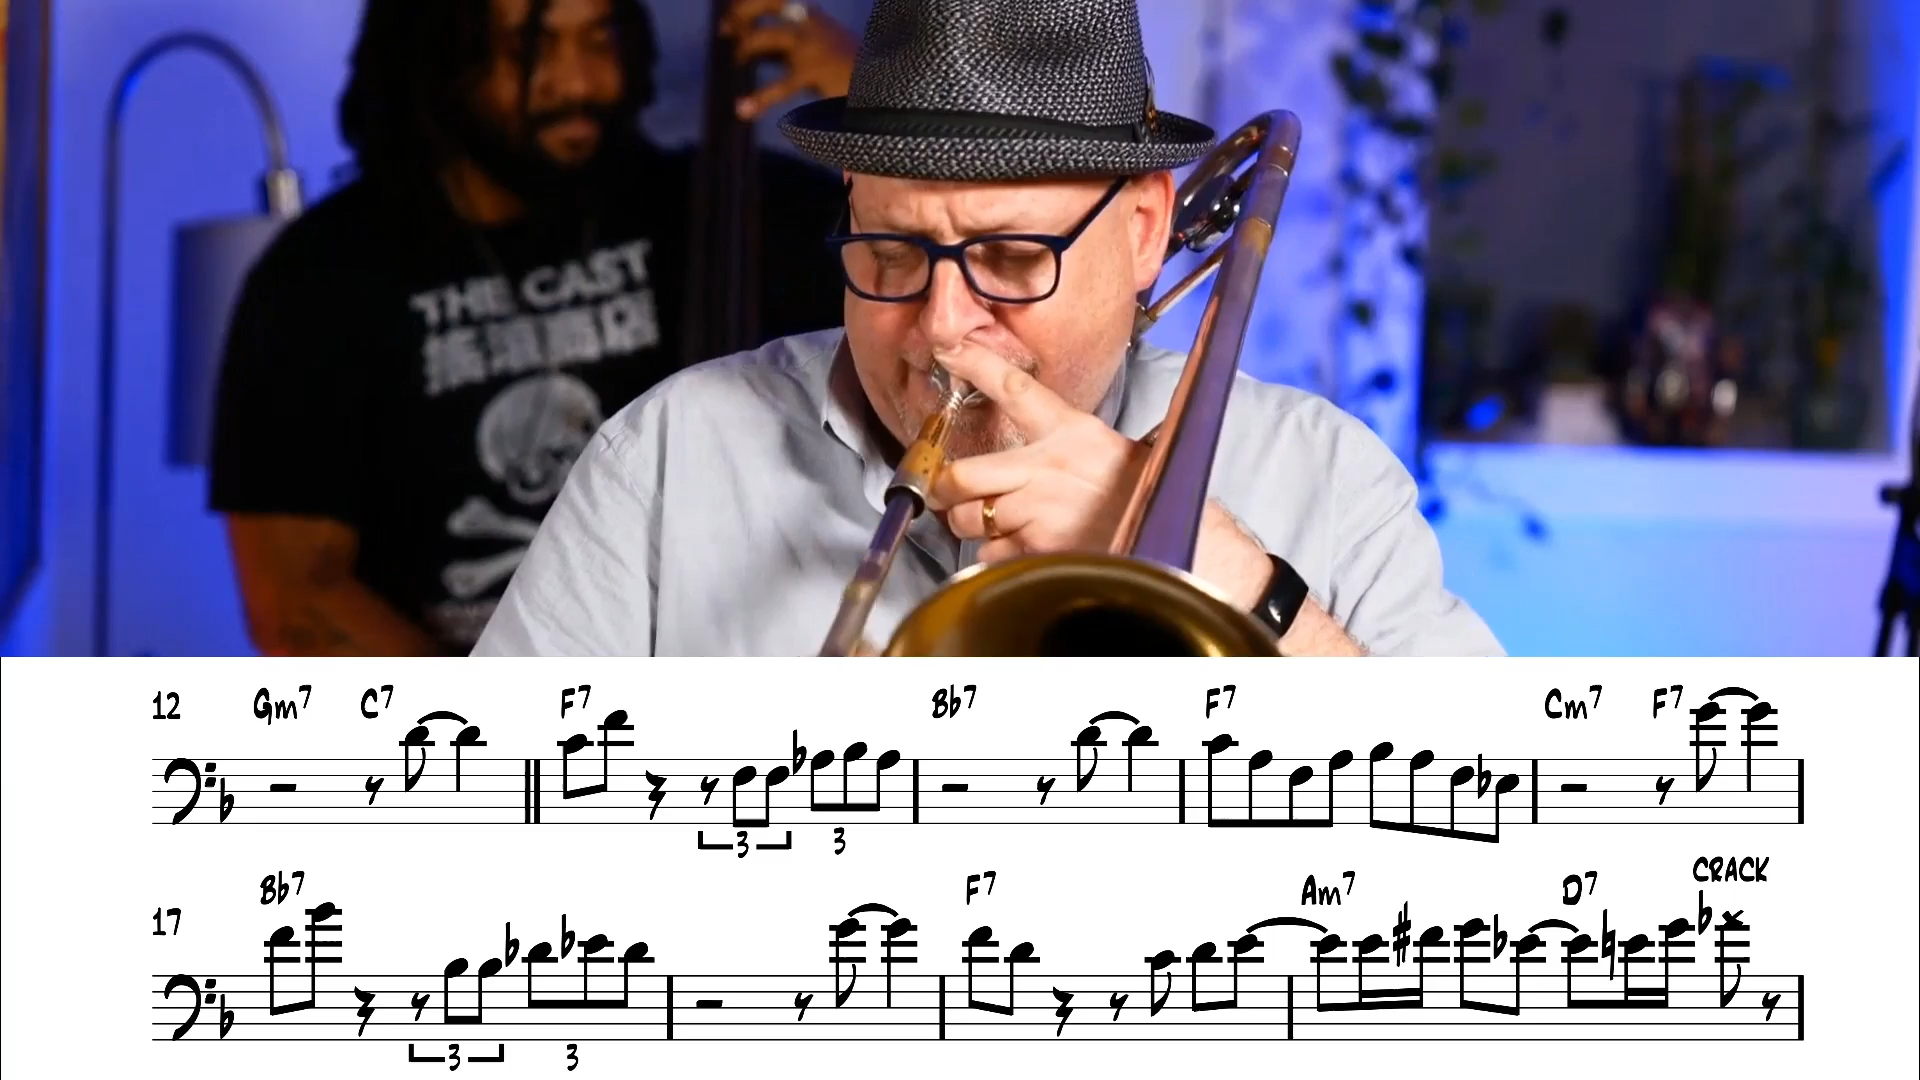 THE CAST
12 Gm7 C7 F7 Bb7 F7 Cm7 F7
3 3
Bb7 F7 Am7 D7 CRACK
17
3 3